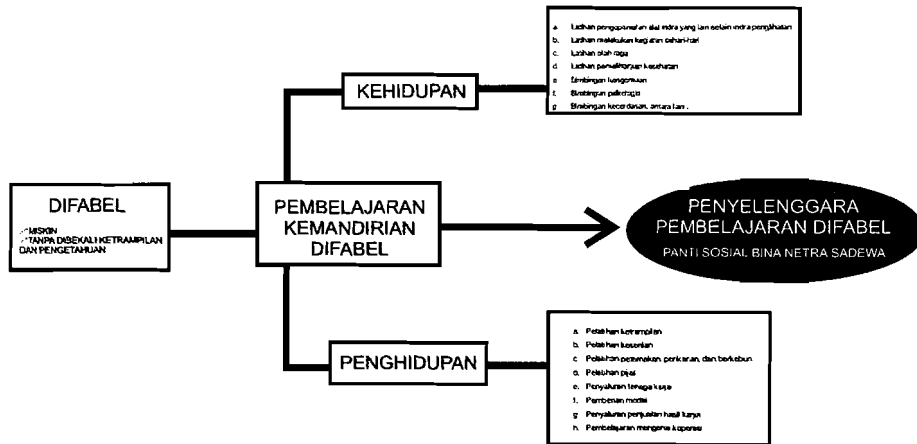 a. Latihan penggunaan alat indra yang lain selain indra penglihatan
b. Latihan melakukan kegiatan sehari-hari
c. Latihan olah raga
d. Latihan pemeliharaan kesehatan
e. Bimbingan keagamaan
f. Bimbingan psikologis
g. Bimbingan kecerdasan, antara lain :
KEHIDUPAN
DIFABEL
MISKIN
TANPA DIBEKALI KETRAMPILAN
DAN PENGETAHUAN
PEMBELAJARAN
KEMANDIRIAN
DIFABEL
PENYELENGGARA
PEMBELAJARAN DIFABEL
PANTI SOSIAL BINA NETRA SADEWA
PENGHIDUPAN
a. Pelatihan ketrampilan
b. Pelatihan kesenian
c. Pelatihan peternakan, perikanan, dan berkebun
d. Pelatihan pijat
e. Penyaluran tenaga kerja
f. Pemberian modal
g. Penyaluran penjualan hasil karya
h. Pembelajaran mengenai koperasi